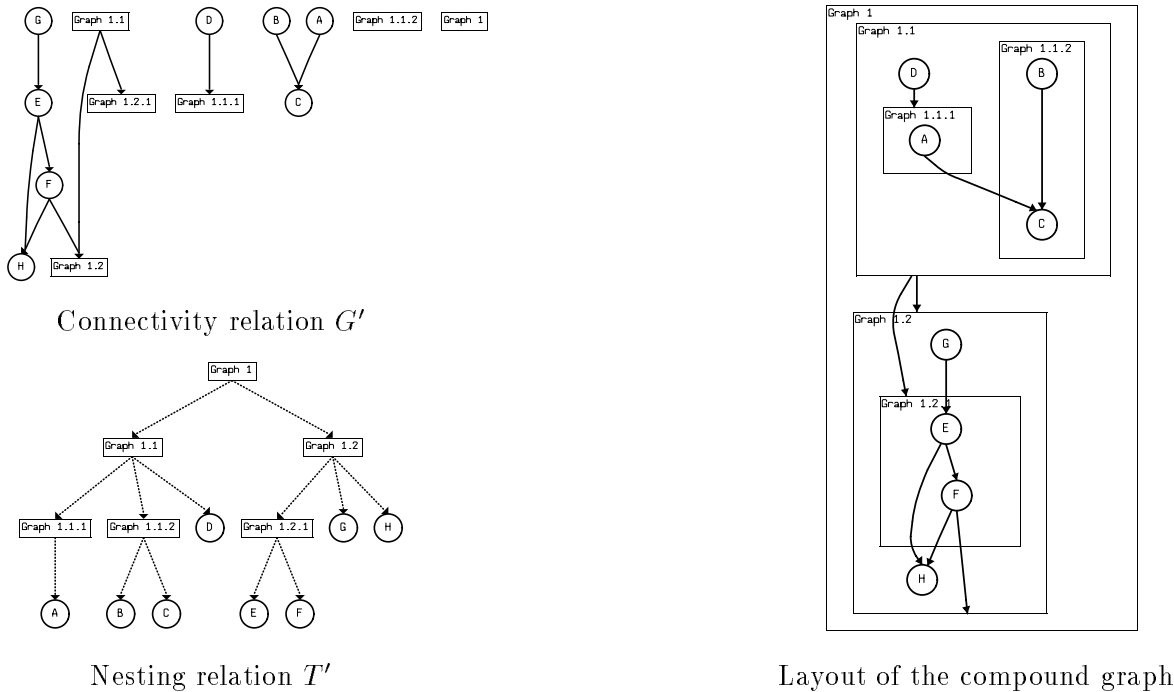 G
Graph 1.1
D
B
A
Graph 1.1.2
Graph 1
E
Graph 1.2.1
Graph 1.1.1
C
F
H
Graph 1.2
Connectivity relation G′
Graph 1
Graph 1.1
Graph 1.2
Graph 1.1.1
Graph 1.1.2
D
Graph 1.2.1
G
H
A
B
C
E
F
Nesting relation T′
Graph 1
Graph 1.1
Graph 1.1.2
D
B
Graph 1.1.1
A
C
Graph 1.2
G
Graph 1.2.1
E
F
H
Layout of the compound graph